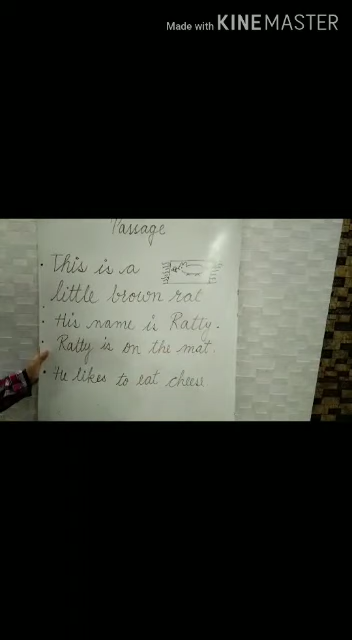 Made with KINEMASTER
Passage
• This is a
little brown rat
• His name is Ratty.
• Ratty is on the mat.
• He likes to eat cheese